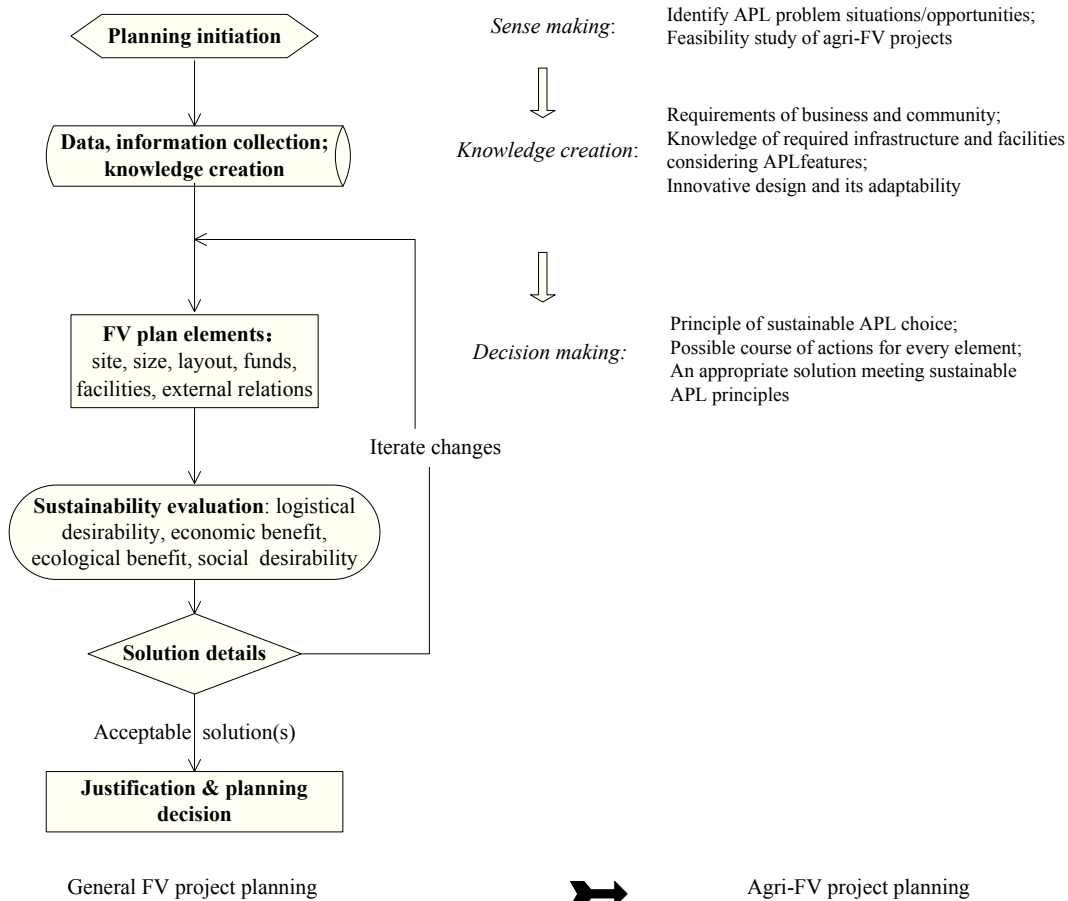 Planning initiation
Data, information collection;
knowledge creation
FV plan elements：
site, size, layout, funds,
facilities, external relations
Iterate changes
Sustainability evaluation: logistical
desirability, economic benefit,
ecological benefit, social desirability
Solution details
Acceptable solution(s)
Justification & planning
decision
General FV project planning
Sense making:
Identify APL problem situations/opportunities;
Feasibility study of agri-FV projects
Knowledge creation:
Requirements of business and community;
Knowledge of required infrastructure and facilities
considering APLfeatures;
Innovative design and its adaptability
Decision making:
Principle of sustainable APL choice;
Possible course of actions for every element;
An appropriate solution meeting sustainable
APL principles
Agri-FV project planning